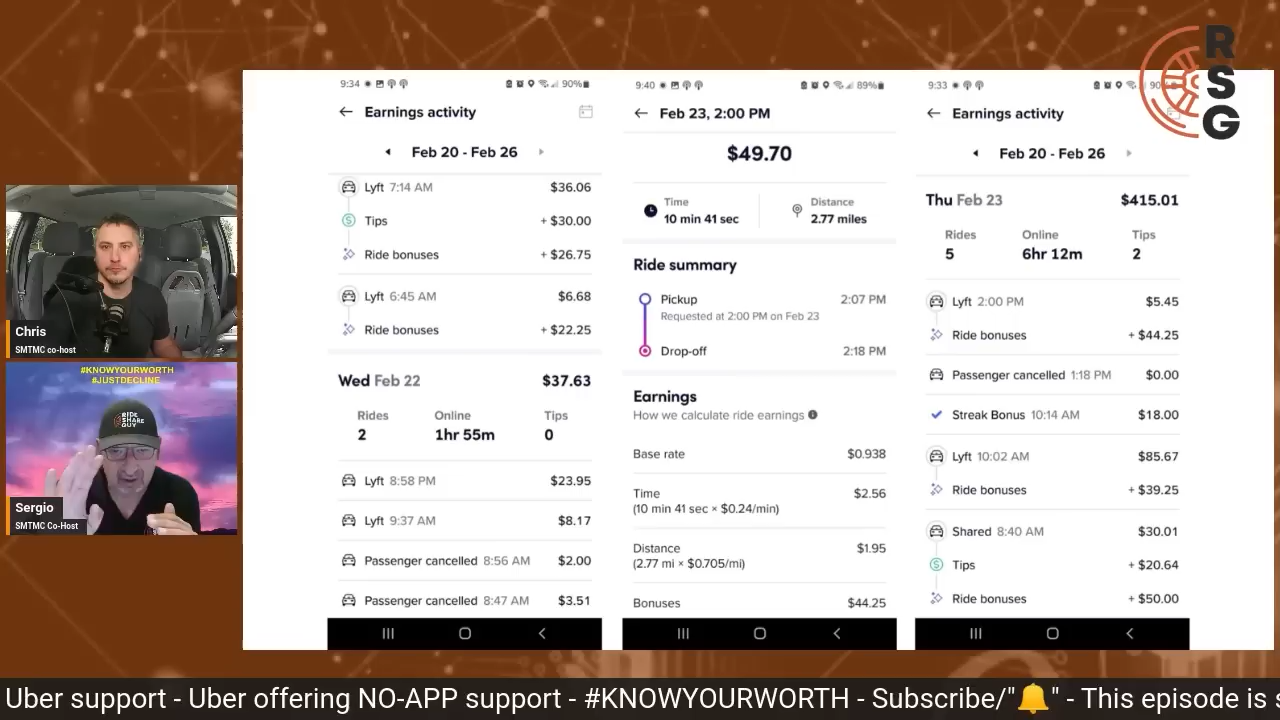 RSG
Chris
SMTMC co-host
#KNOWYOURWORTH
#JUSTDECLINE
RIDE
SHARE
GUY
Sergio
SMTMC Co-Host
9:34
90%
Earnings activity
Feb 20 - Feb 26
Lyft 7:14 AM $36.06
Tips + $30.00
Ride bonuses + $26.75
Lyft 6:45 AM $6.68
Ride bonuses + $22.25
Wed Feb 22 $37.63
Rides Online Tips
2 1hr 55m 0
Lyft 8:58 PM $23.95
Lyft 9:37 AM $8.17
Passenger cancelled 8:56 AM $2.00
Passenger cancelled 8:47 AM $3.51
9:40
89%
Feb 23, 2:00 PM
$49.70
Time Distance
10 min 41 sec 2.77 miles
Ride summary
Pickup 2:07 PM
Requested at 2:00 PM on Feb 23
Drop-off 2:18 PM
Earnings
How we calculate ride earnings
Base rate $0.938
Time $2.56
(10 min 41 sec × $0.24/min)
Distance $1.95
(2.77 mi × $0.705/mi)
Bonuses $44.25
9:33
Earnings activity
Feb 20 - Feb 26
Thu Feb 23 $415.01
Rides Online Tips
5 6hr 12m 2
Lyft 2:00 PM $5.45
Ride bonuses + $44.25
Passenger cancelled 1:18 PM $0.00
Streak Bonus 10:14 AM $18.00
Lyft 10:02 AM $85.67
Ride bonuses + $39.25
Shared 8:40 AM $30.01
Tips + $20.64
Ride bonuses + $50.00
Uber support - Uber offering NO-APP support - #KNOWYOURWORTH - Subscribe/"🔔" - This episode is